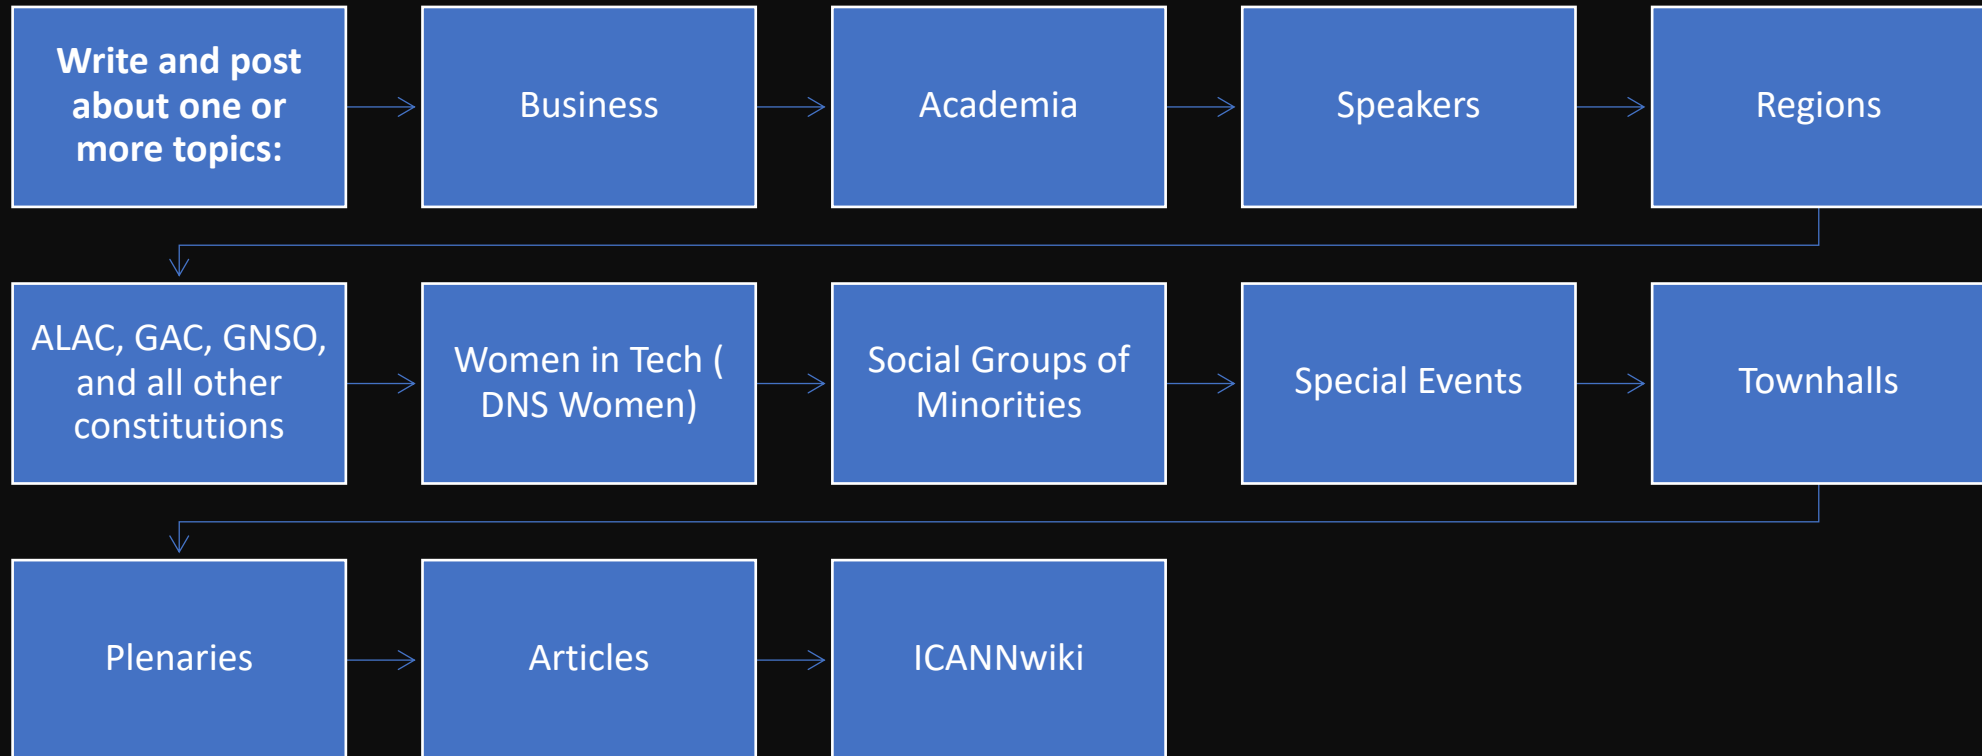 Write and post
about one or
more topics:
Business
Academia
Speakers
Regions
ALAC, GAC, GNSO,
and all other
constitutions
Women in Tech (
DNS Women)
Social Groups of
Minorities
Special Events
Townhalls
Plenaries
Articles
ICANNwiki